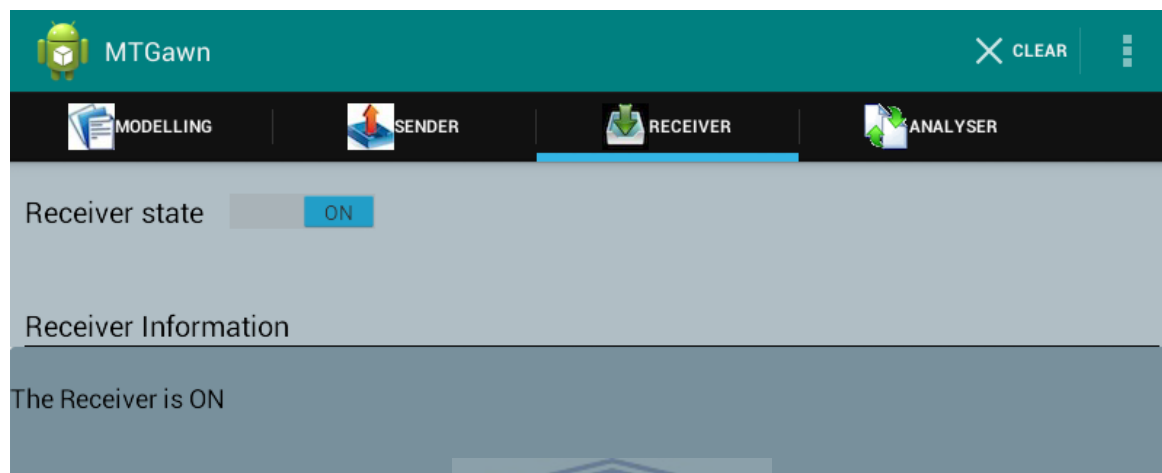 MTGawn
CLEAR
MODELLING SENDER RECEIVER ANALYSER
Receiver state ON
Receiver Information
The Receiver is ON